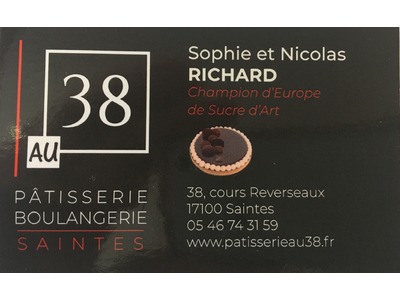 38
AU
PÂTISSERIE
BOULANGERIE
SAINTES
Sophie et Nicolas
RICHARD
Champion d'Europe
de Sucre d'Art
38, cours Reverseaux
17100 Saintes
05 46 74 31 59
www.patisserieau38.fr